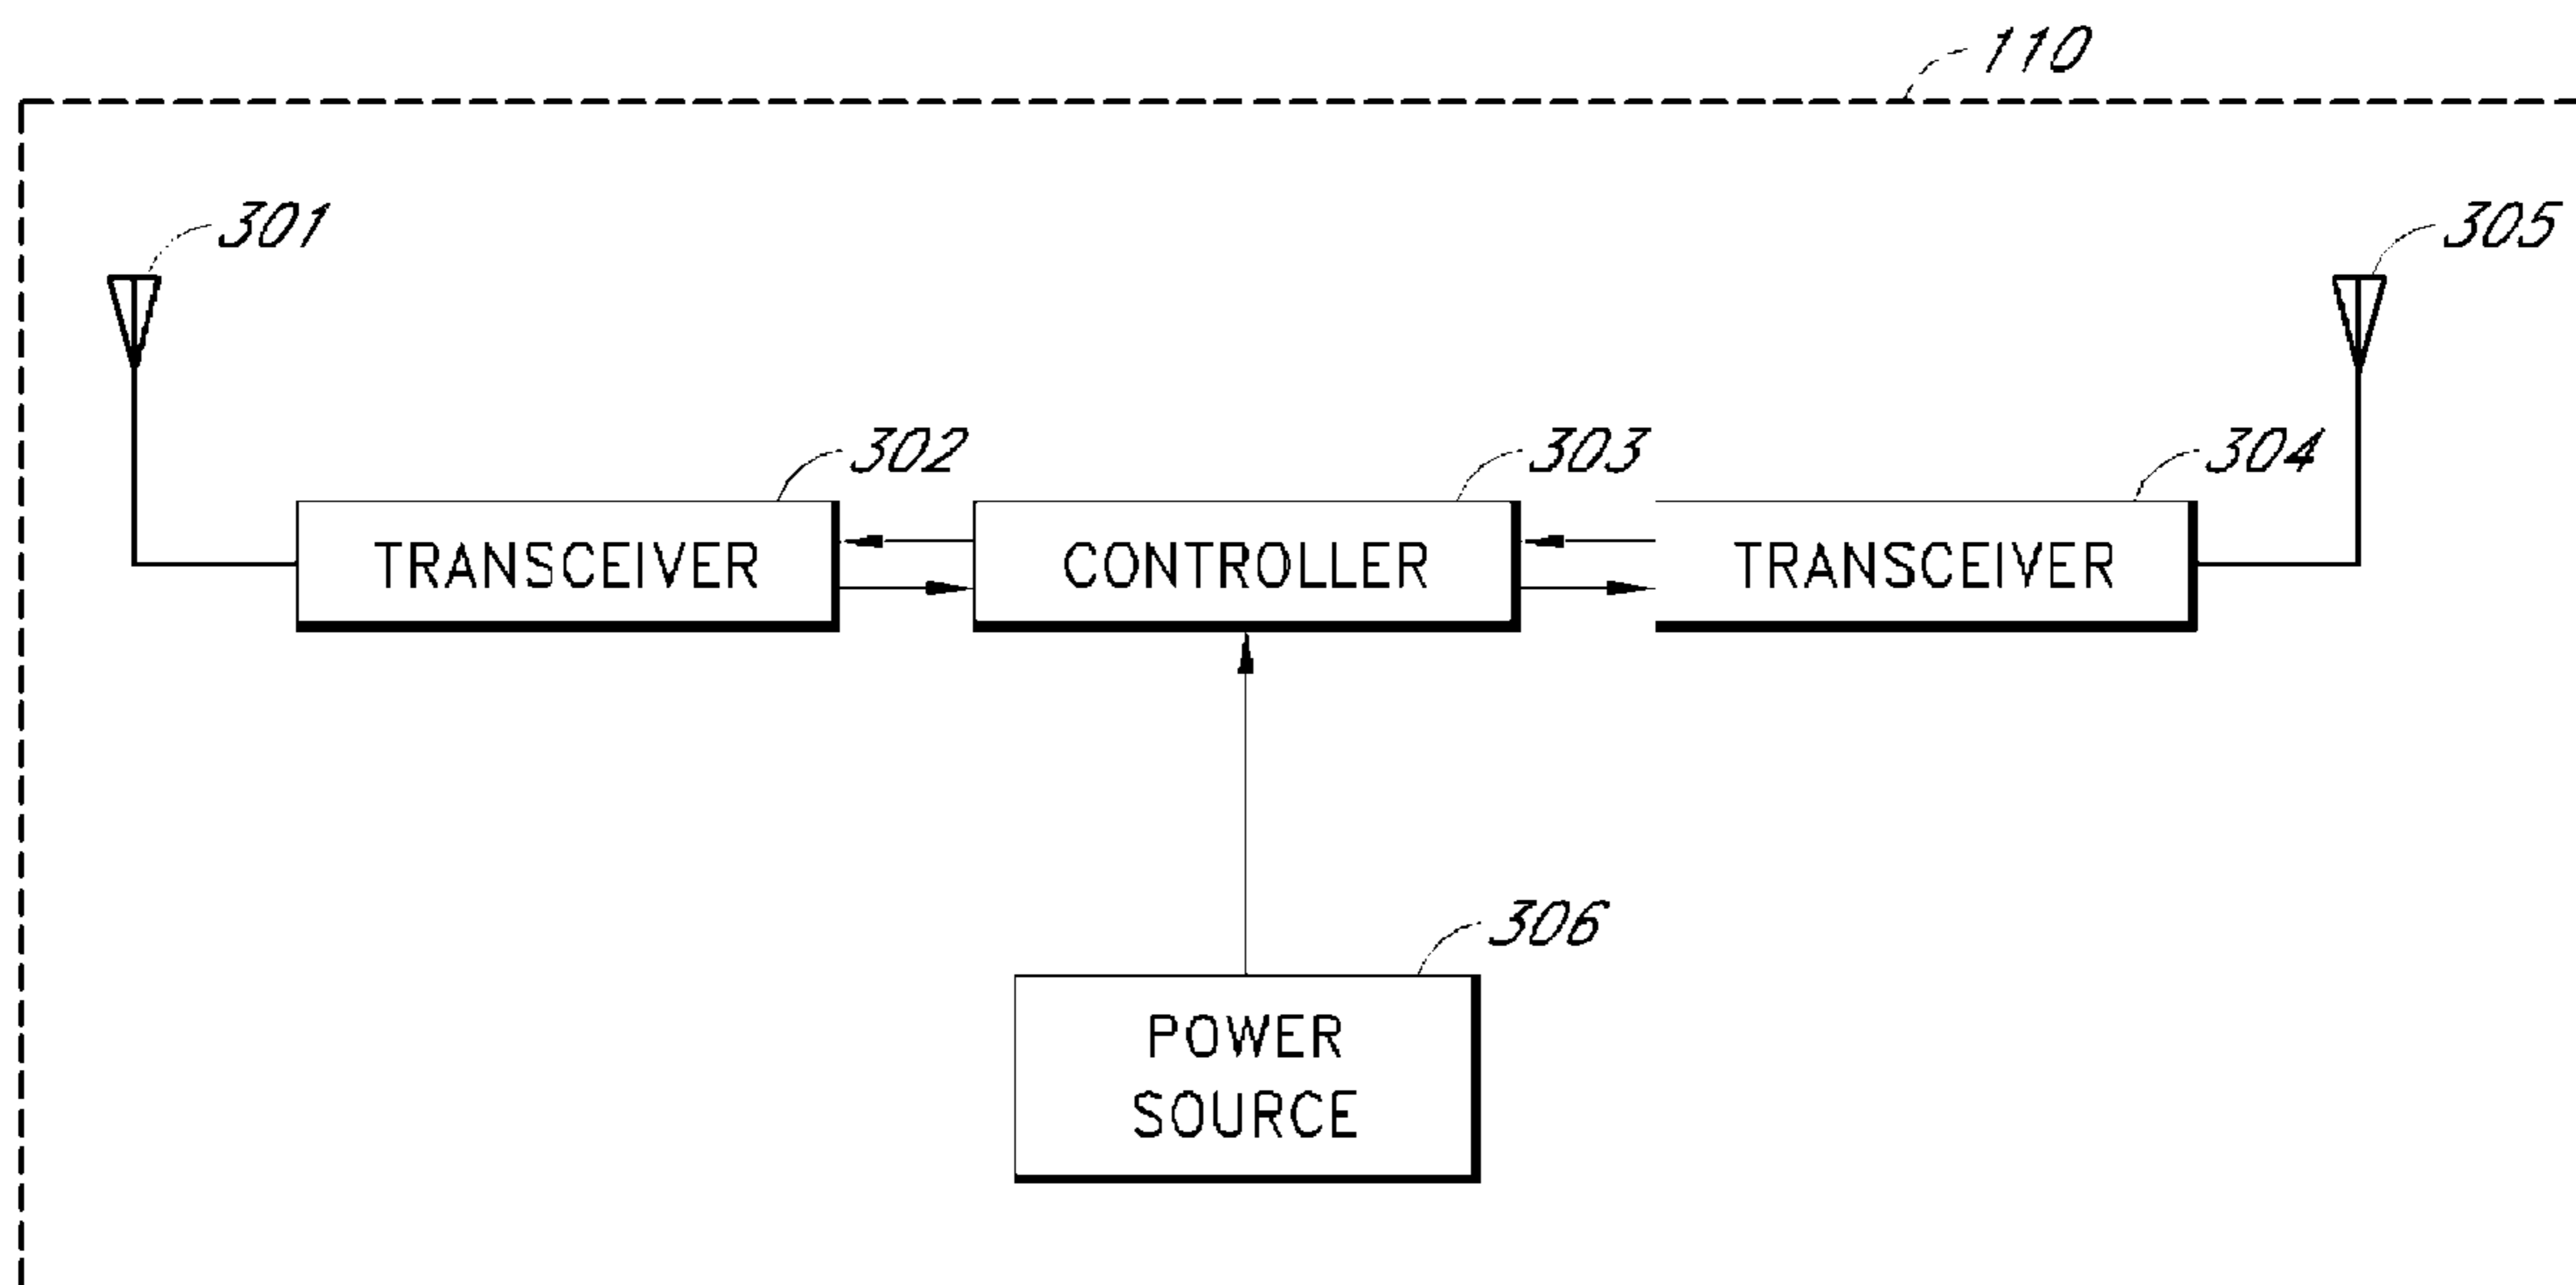 110
301
305
302
303
304
TRANSCEIVER
CONTROLLER
TRANSCEIVER
306
POWER
SOURCE